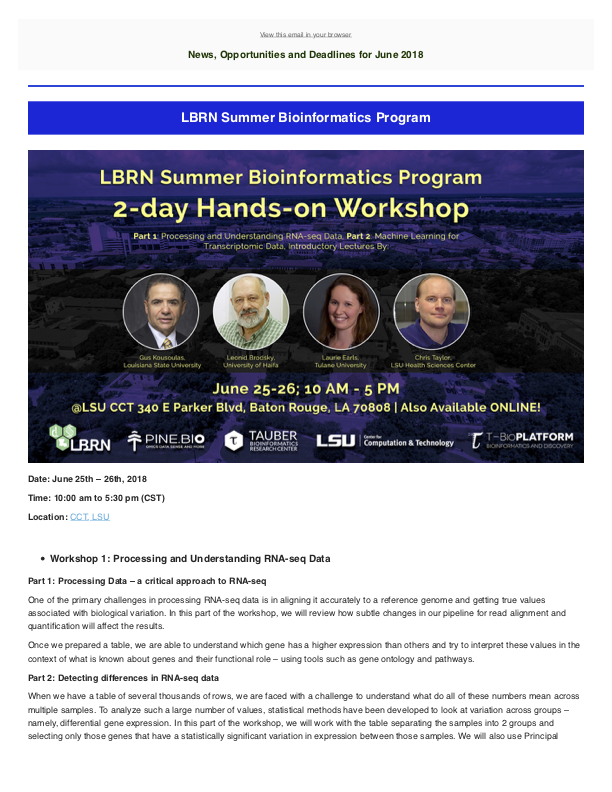 View this email in your browser
News, Opportunities and Deadlines for June 2018
LBRN Summer Bioinformatics Program
LBRN Summer Bioinformatics Program
2-day Hands-on Workshop
Part 1: Processing and Understanding RNA-seq Data, Part 2: Machine Learning for
Transcriptomic Data, Introductory Lectures By:
Gus Kousoulas, Leonid Brodsky, Laurie Earls, Chris Taylor,
Louisiana State University University of Haifa Tulane University LSU Health Sciences Center
June 25-26; 10 AM - 5 PM
@LSU CCT 340 E Parker Blvd, Baton Rouge, LA 70808 | Also Available ONLINE!
LBRN PINE.BIO TAUBER BIOINFORMATICS RESEARCH CENTER LSU Center for Computation & Technology T-BioPLATFORM BIOINFORMATICS AND DISCOVERY
Date: June 25th – 26th, 2018
Time: 10:00 am to 5:30 pm (CST)
Location: CCT, LSU
• Workshop 1: Processing and Understanding RNA-seq Data
Part 1: Processing Data – a critical approach to RNA-seq
One of the primary challenges in processing RNA-seq data is in aligning it accurately to a reference genome and getting true values
associated with biological variation. In this part of the workshop, we will review how subtle changes in our pipeline for read alignment and
quantification will affect the results.
Once we prepared a table, we are able to understand which gene has a higher expression than others and try to interpret these values in the
context of what is known about genes and their functional role – using tools such as gene ontology and pathways.
Part 2: Detecting differences in RNA-seq data
When we have a table of several thousands of rows, we are faced with a challenge to understand what do all of these numbers mean across
multiple samples. To analyze such a large number of values, statistical methods have been developed to look at variation across groups –
namely, differential gene expression. In this part of the workshop, we will work with the table separating the samples into 2 groups and
selecting only those genes that have a statistically significant variation in expression between those samples. We will also use Principal